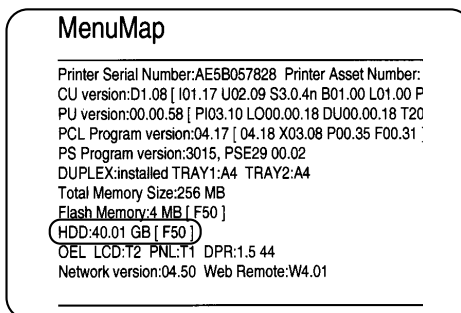 MenuMap
Printer Serial Number:AE5B057828 Printer Asset Number:
CU version:D1.08 [ I01.17 U02.09 S3.0.4n B01.00 L01.00 P
PU version:00.00.58 [ PI03.10 LO00.00.18 DU00.00.18 T20
PCL Program version:04.17 [ 04.18 X03.08 P00.35 F00.31 ]
PS Program version:3015, PSE29 00.02
DUPLEX:installed TRAY1:A4 TRAY2:A4
Total Memory Size:256 MB
Flash Memory:4 MB [ F50 ]
HDD:40.01 GB [ F50 ]
OEL LCD:T2 PNL:T1 DPR:1.5 44
Network version:04.50 Web Remote:W4.01